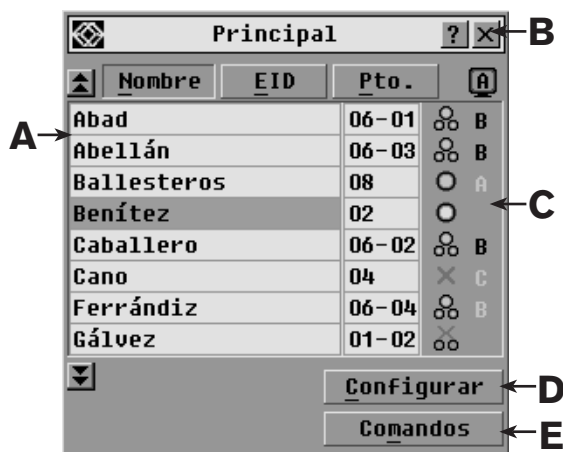 Principal ? × B
Nombre EID Pto. A
A Abad 06-01 B
Abellán 06-03 B
Ballesteros 08 A C
Benítez 02
Caballero 06-02 B
Cano 04 × C
Ferrándiz 06-04 B
Gálvez 01-02
Configurar D
Comandos E